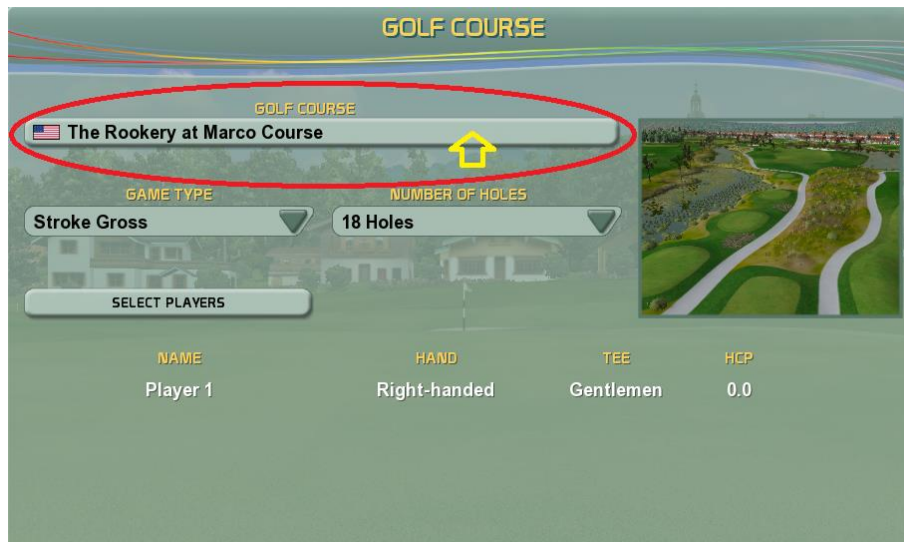 GOLF COURSE
GOLF COURSE
The Rookery at Marco Course
GAME TYPE NUMBER OF HOLES
Stroke Gross 18 Holes
SELECT PLAYERS
NAME HAND TEE HCP
Player 1 Right-handed Gentlemen 0.0